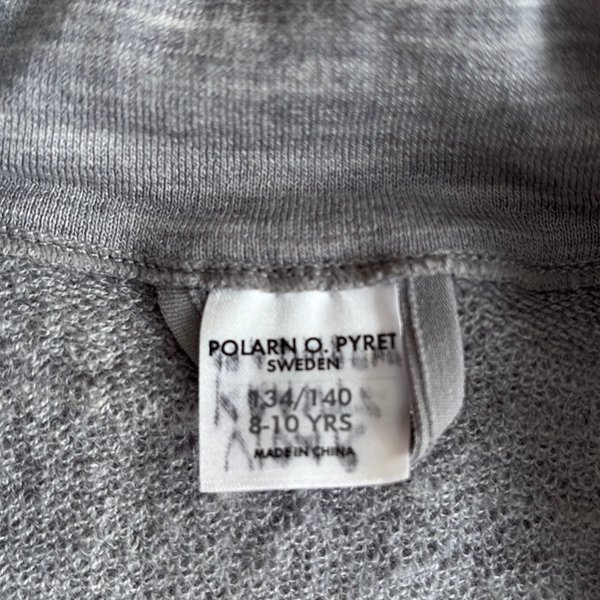 POLARN O. PYRET
SWEDEN
134/140
8-10 YRS
MADE IN CHINA